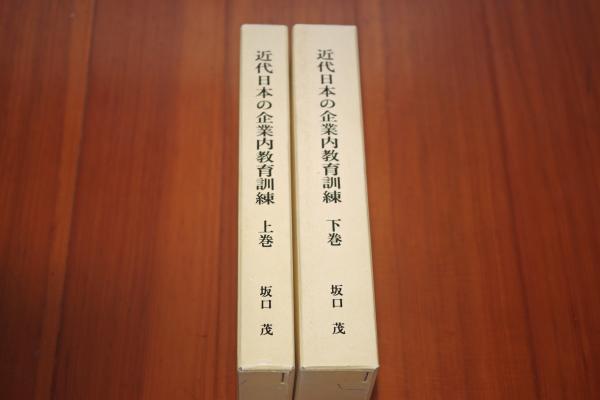 近代日本の企業内教育訓練 上巻 坂口 茂
近代日本の企業内教育訓練 下巻 坂口 茂